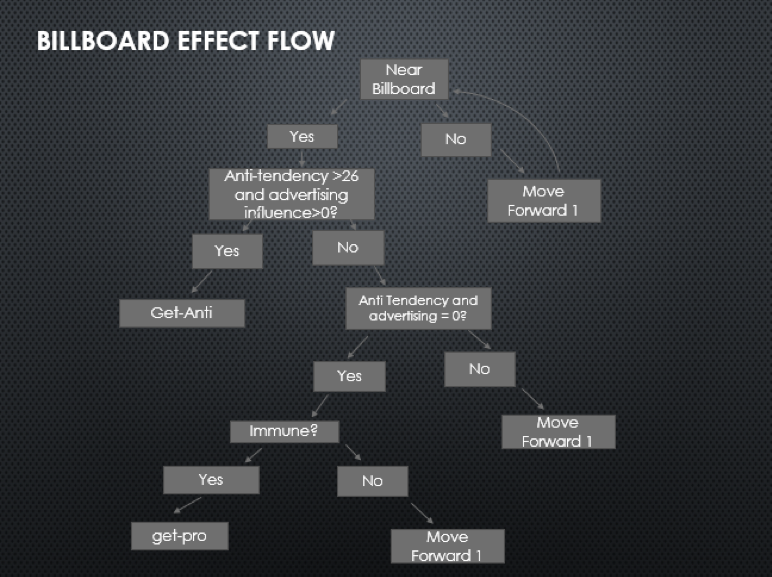 BILLBOARD EFFECT FLOW
Near
Billboard
Yes
No
Anti-tendency >26
and advertising
influence>0?
Move
Forward 1
Yes
No
Get-Anti
Anti Tendency and
advertising = 0?
Yes
No
Immune?
Move
Forward 1
Yes
No
get-pro
Move
Forward 1